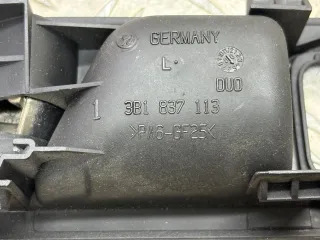 GERMANY
L
DUO
1 3B1 837 113
>PA6-GF25<